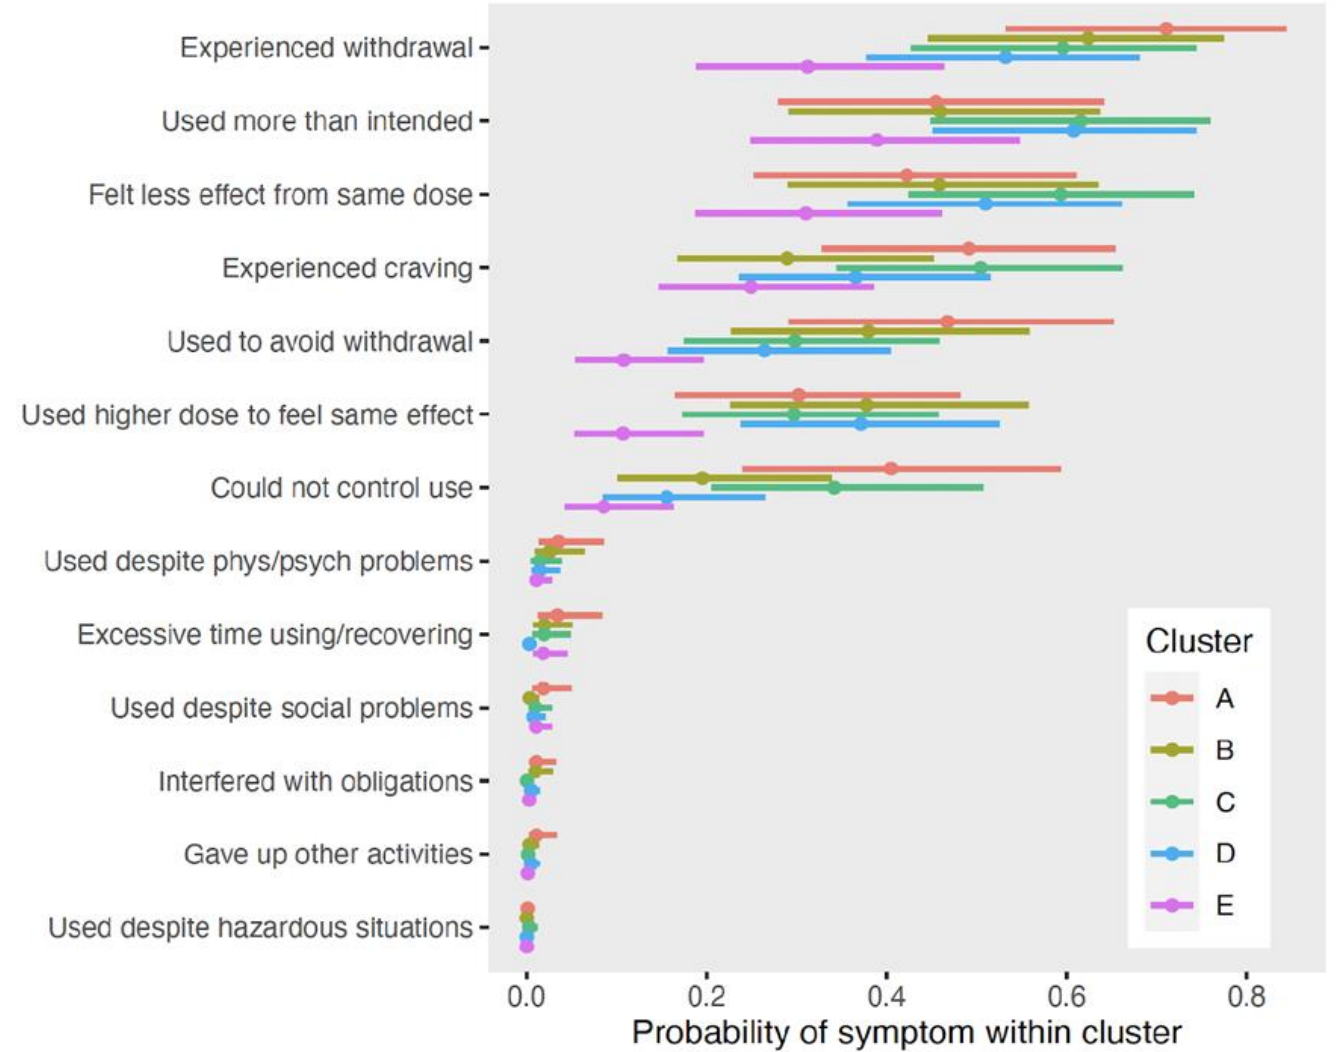 Experienced withdrawal
Used more than intended
Felt less effect from same dose
Experienced craving
Used to avoid withdrawal
Used higher dose to feel same effect
Could not control use
Used despite phys/psych problems
Excessive time using/recovering
Used despite social problems
Interfered with obligations
Gave up other activities
Used despite hazardous situations
Cluster
A
B
C
D
E
0.0 0.2 0.4 0.6 0.8
Probability of symptom within cluster